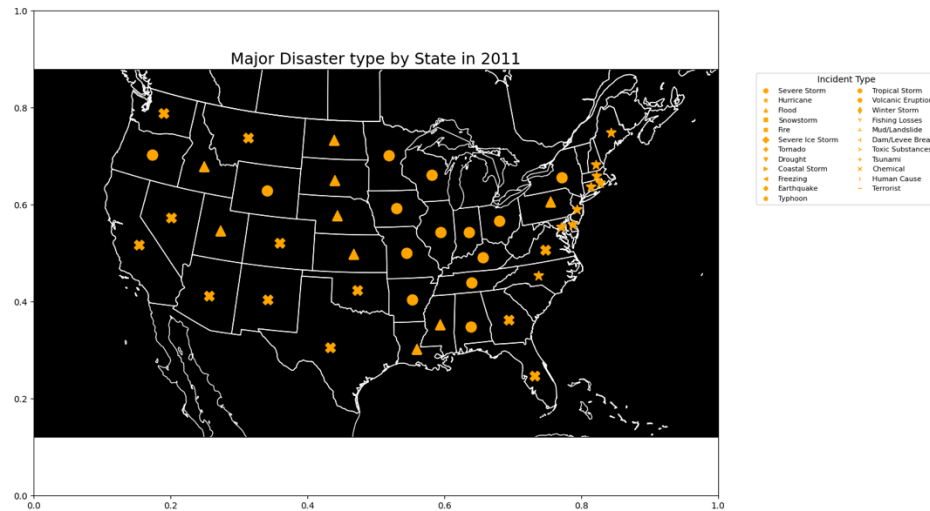 Major Disaster type by State in 2011
1.0
0.8
0.6
0.4
0.2
0.0
0.0
0.2
0.4
0.6
0.8
1.0
Incident Type
Severe Storm
Hurricane
Flood
Snowstorm
Fire
Severe Ice Storm
Tornado
Drought
Coastal Storm
Freezing
Earthquake
Typhoon
Tropical Storm
Volcanic Eruption
Winter Storm
Fishing Losses
Mud/Landslide
Dam/Levee Brea
Toxic Substances
Tsunami
Chemical
Human Cause
Terrorist